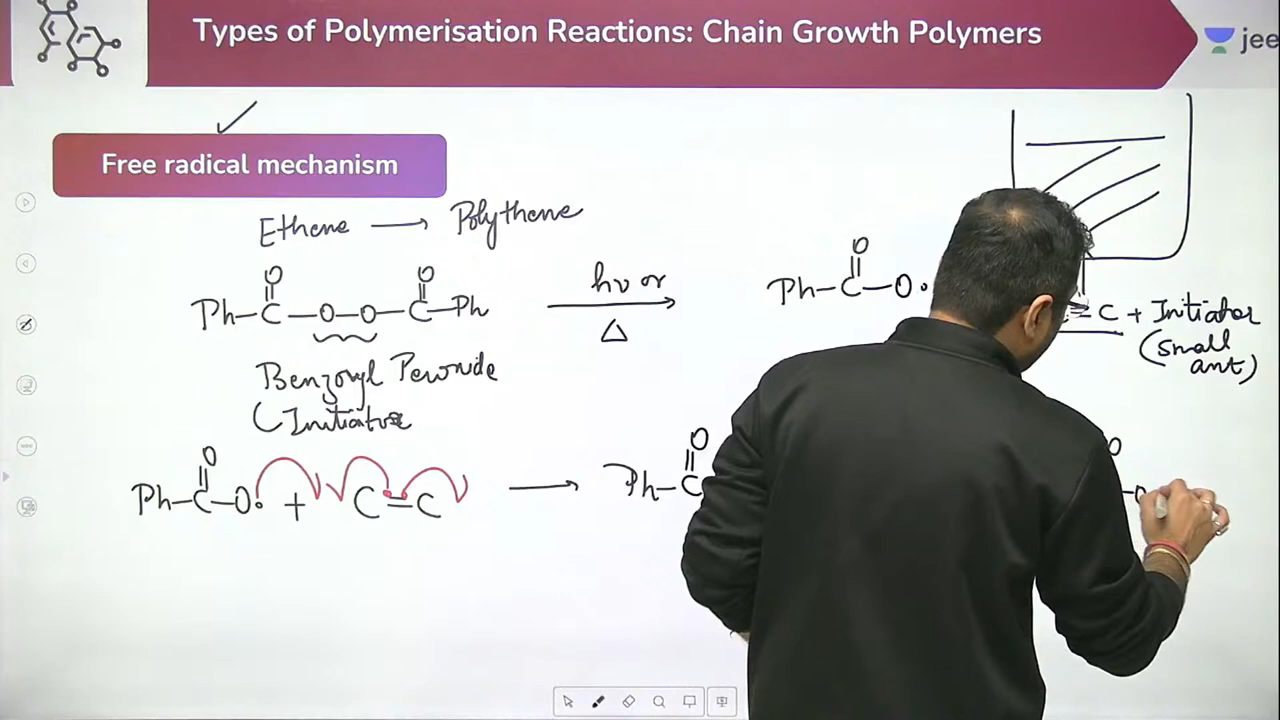 Types of Polymerisation Reactions: Chain Growth Polymers
jee
Free radical mechanism
Ethene → Polythene
Ph–C(=O)–O–O–C(=O)–Ph
hν or
Δ
Ph–C(=O)–O•
= C + Initiator
(Small
ant)
Benzoyl Peroxide
(Initiator
Ph–C(=O)–O• + C=C → Ph–C
O